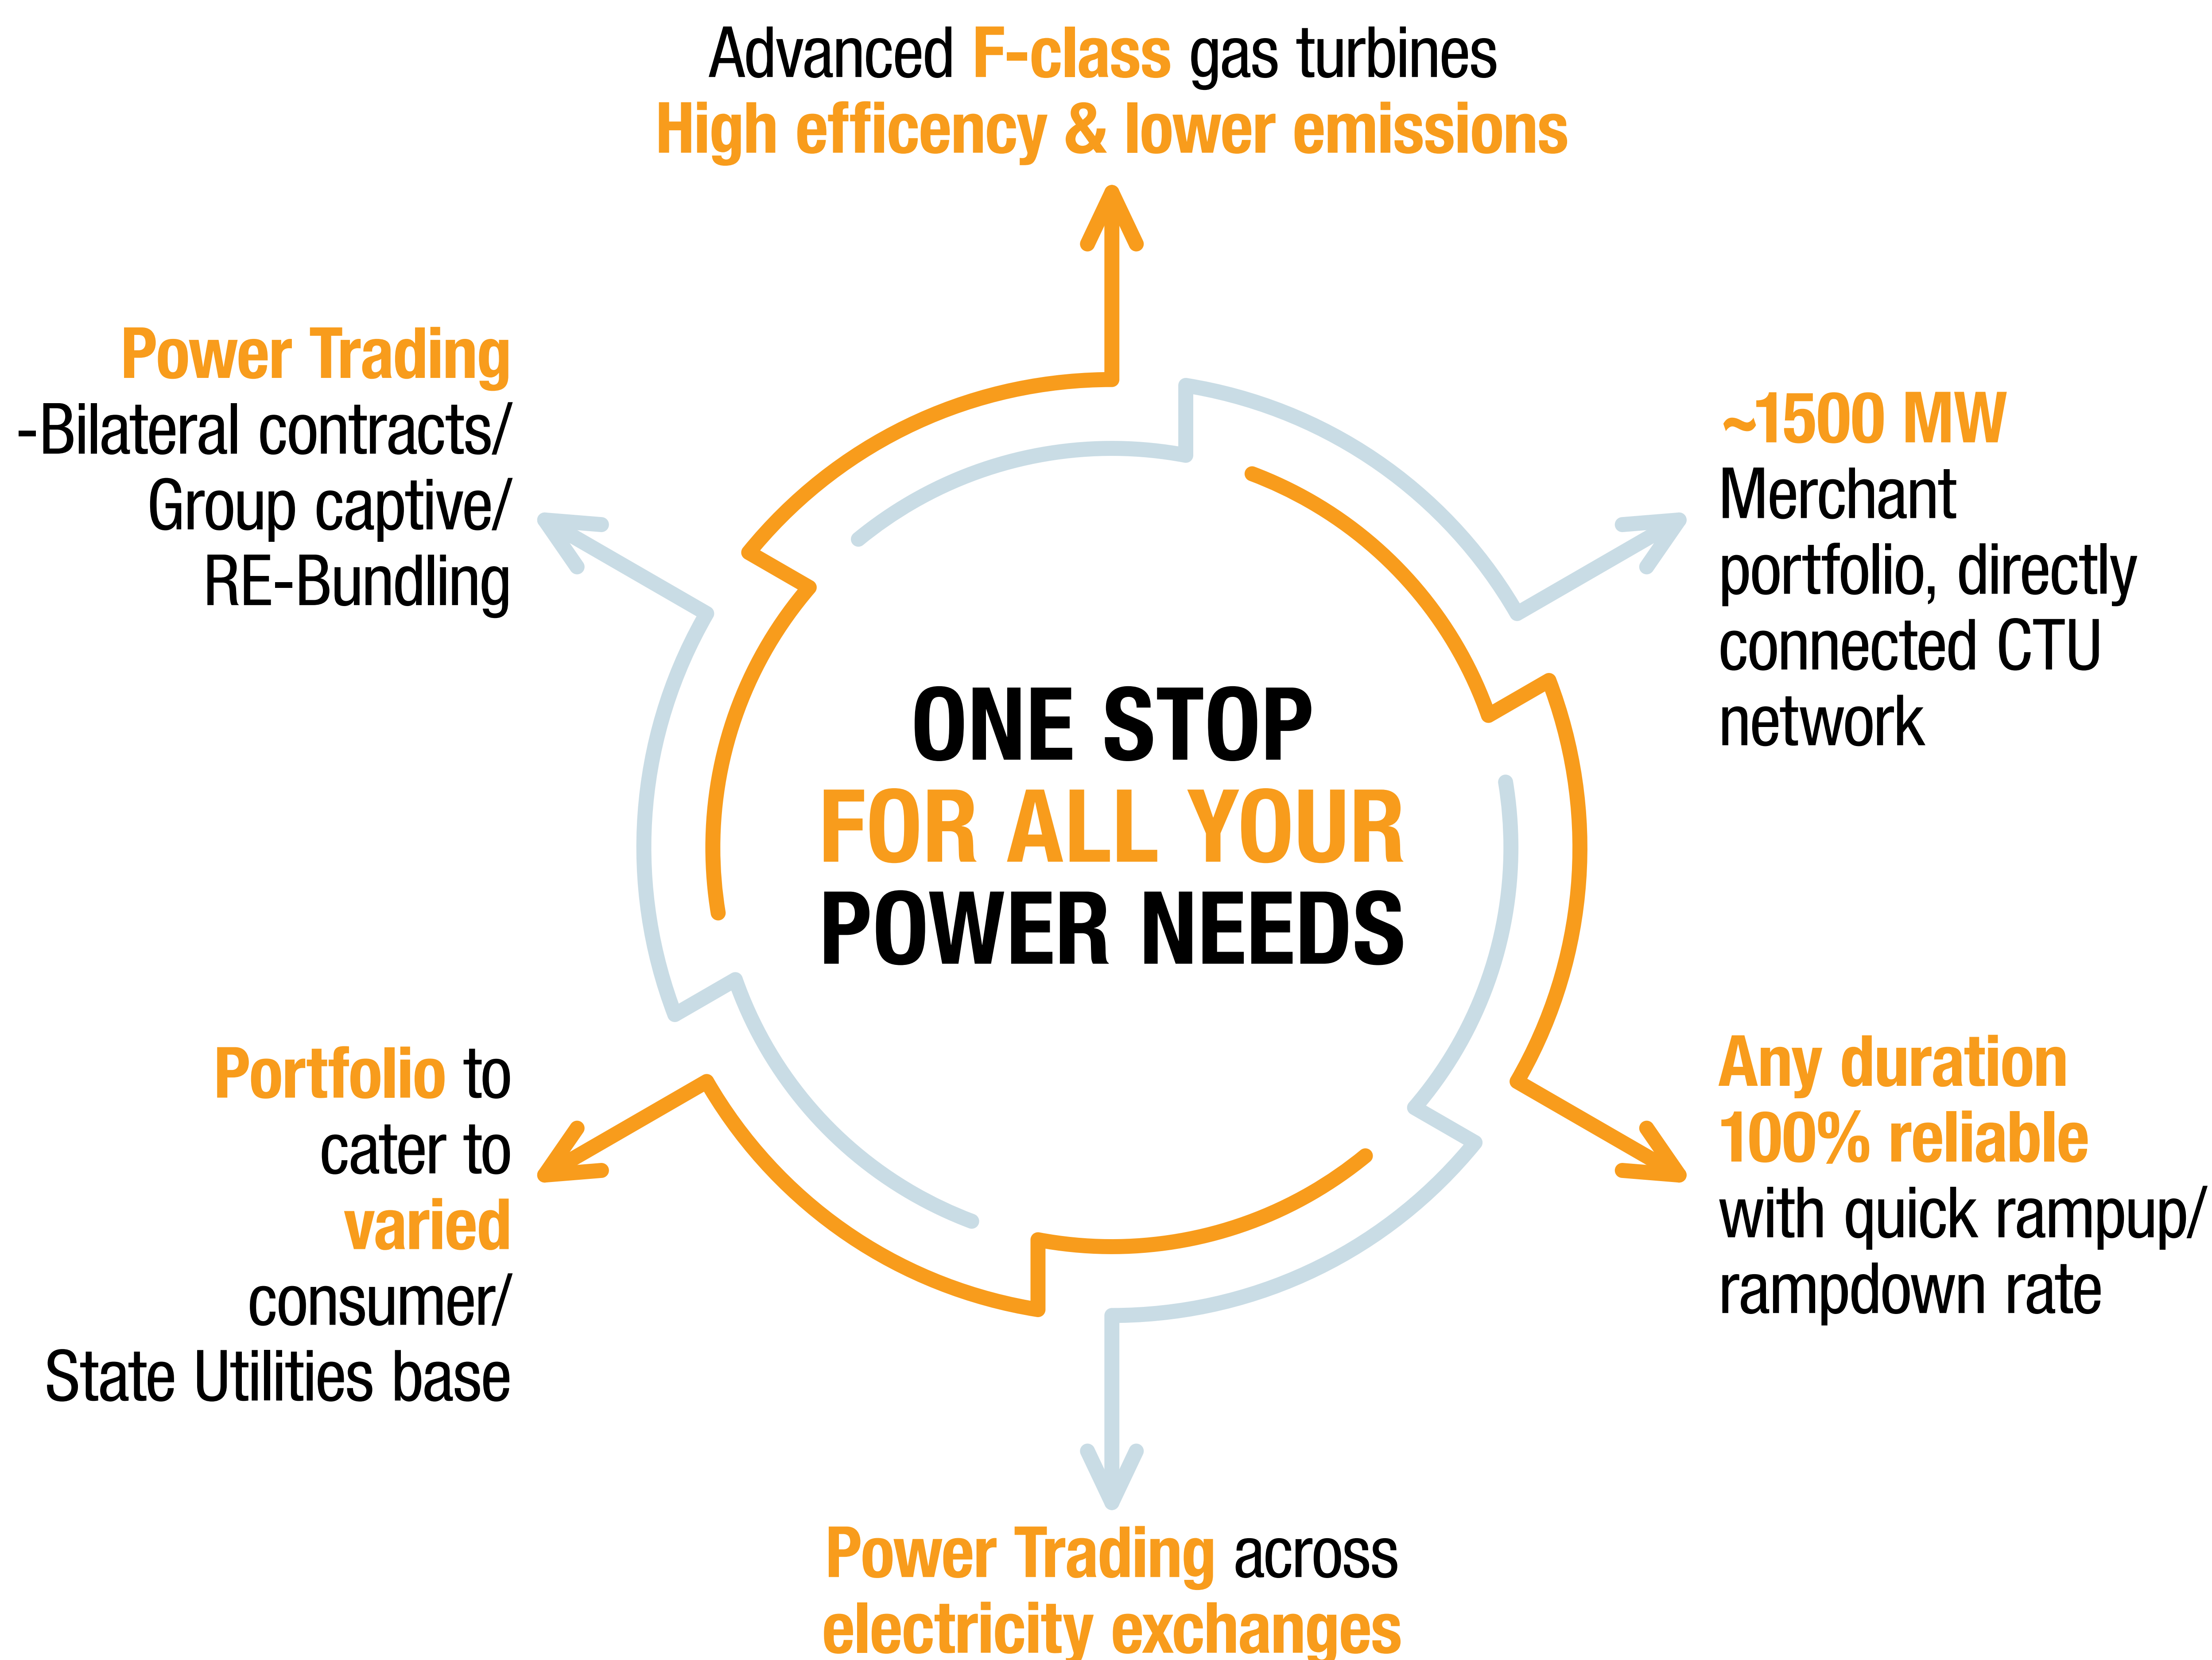 Advanced F-class gas turbines
High efficency & lower emissions
Power Trading
-Bilateral contracts/
Group captive/
RE-Bundling
~1500 MW
Merchant
portfolio, directly
connected CTU
network
ONE STOP
FOR ALL YOUR
POWER NEEDS
Portfolio to
cater to
varied
consumer/
State Utilities base
Any duration
100% reliable
with quick rampup/
rampdown rate
Power Trading across
electricity exchanges